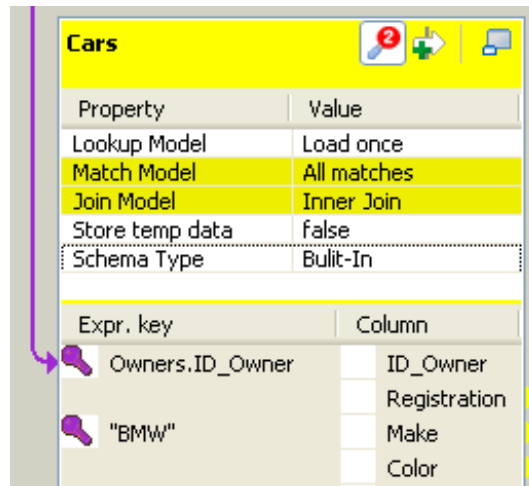 Cars 2
Property Value
Lookup Model Load once
Match Model All matches
Join Model Inner Join
Store temp data false
Schema Type Bulit-In
Expr. key Column
Owners.ID_Owner ID_Owner
Registration
"BMW" Make
Color